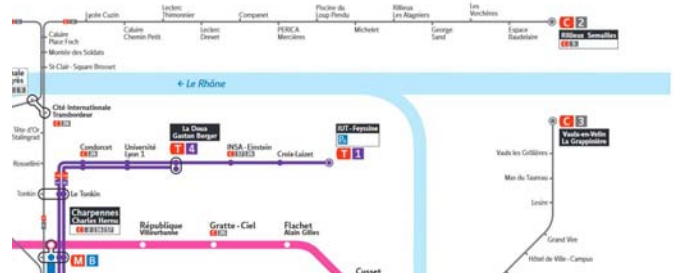 Lycée Cuzin
Leclerc
Thimonnier
Companet
Piscine du
Loup Pendu
Rillieux
Les Alagniers
Les
Verchères
C 2
Rillieux Semailles
Caluire
Place Foch
Caluire
Chemin Petit
Leclerc
Drevet
PERICA
Mercières
Michelet
George
Sand
Espace
Baudelaire
Montée des Soldats
St-Clair - Square Brosset
← Le Rhône
Cité Internationale
Transbordeur
C 3
Vaulx-en-Velin
La Grappinière
Tête d'Or
Stalingrad
La Doua
Gaston Berger
T 4
IUT - Feyssine
T 1
Condorcet
Université
Lyon 1
INSA - Einstein
Croix-Luizet
Vaulx les Grillières
Rossellini
Mas du Taureau
Tonkin
Le Tonkin
Lesire
Charpennes
Charles Hernu
République
Villeurbanne
Gratte - Ciel
Flachet
Alain Gilles
Grand Vire
Hôtel de Ville - Campus
M B
Cusset